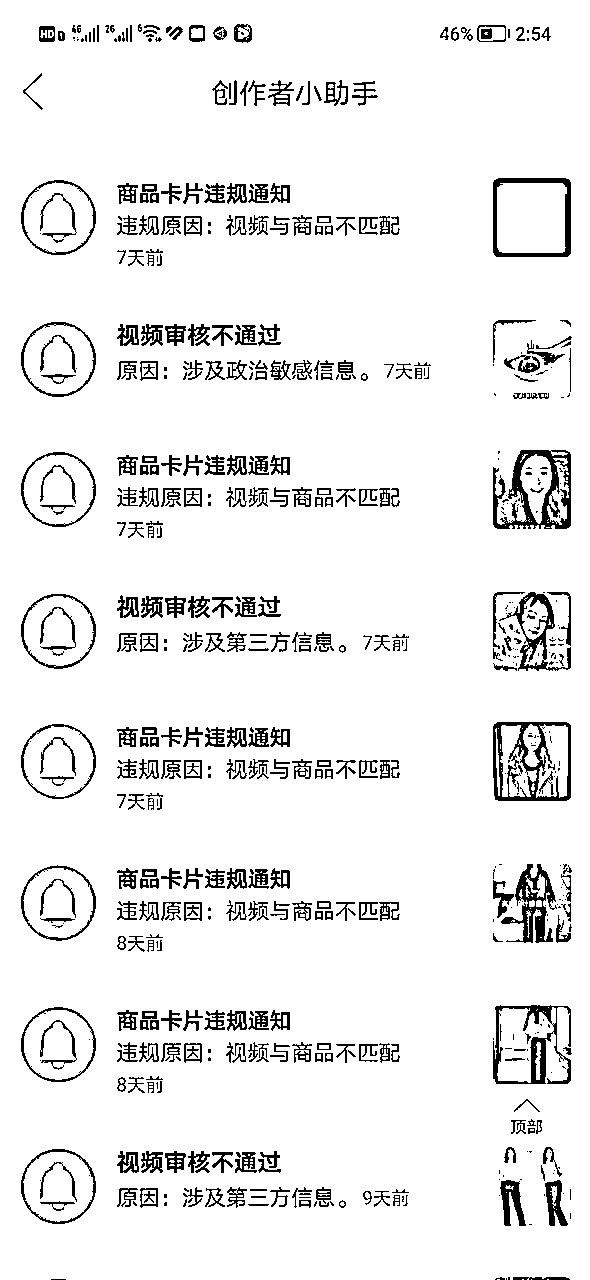 HD 4G 2G 6 46% 2:54
创作者小助手
商品卡片违规通知
违规原因：视频与商品不匹配
7天前
视频审核不通过
原因：涉及政治敏感信息。 7天前
商品卡片违规通知
违规原因：视频与商品不匹配
7天前
视频审核不通过
原因：涉及第三方信息。 7天前
商品卡片违规通知
违规原因：视频与商品不匹配
7天前
商品卡片违规通知
违规原因：视频与商品不匹配
8天前
商品卡片违规通知
违规原因：视频与商品不匹配
8天前
顶部
视频审核不通过
原因：涉及第三方信息。 9天前